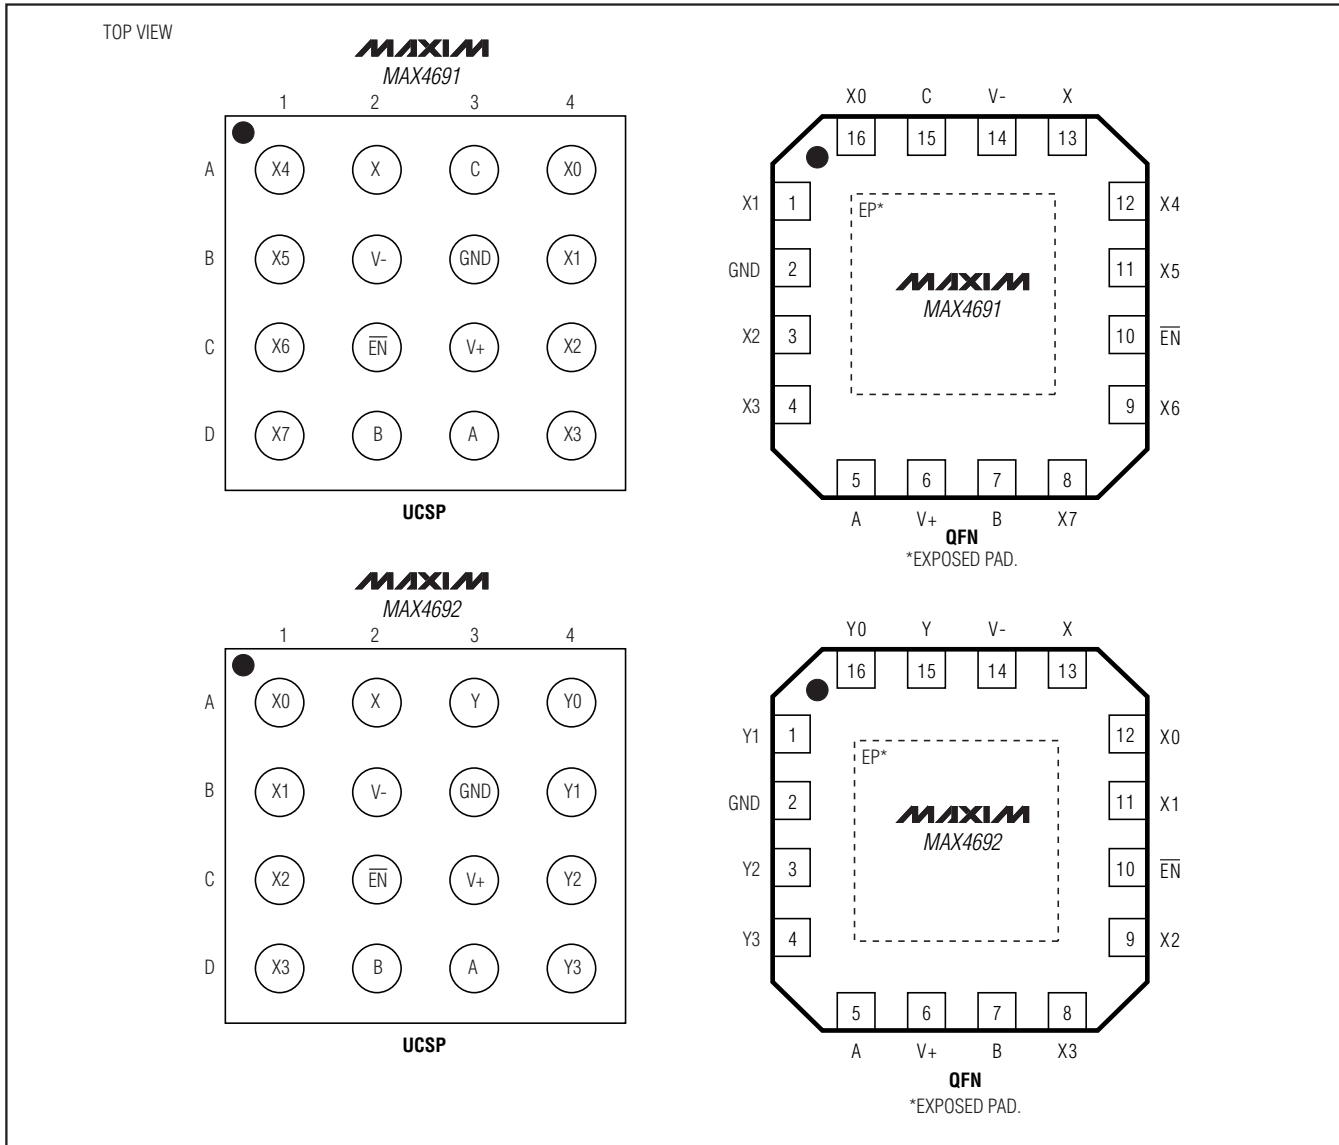 TOP VIEW
MAXIM
MAX4691
1 2 3 4
A X4 X C X0
B X5 V- GND X1
C X6 E̅N̅ V+ X2
D X7 B A X3
UCSP
X0 C V- X
16 15 14 13
X1 1 12 X4
EP*
GND 2 11 X5
MAXIM
MAX4691
X2 3 10 E̅N̅
X3 4 9 X6
5 6 7 8
A V+ B X7
QFN
*EXPOSED PAD.
MAXIM
MAX4692
1 2 3 4
A X0 X Y Y0
B X1 V- GND Y1
C X2 E̅N̅ V+ Y2
D X3 B A Y3
UCSP
Y0 Y V- X
16 15 14 13
Y1 1 12 X0
EP*
GND 2 11 X1
MAXIM
MAX4692
Y2 3 10 E̅N̅
Y3 4 9 X2
5 6 7 8
A V+ B X3
QFN
*EXPOSED PAD.